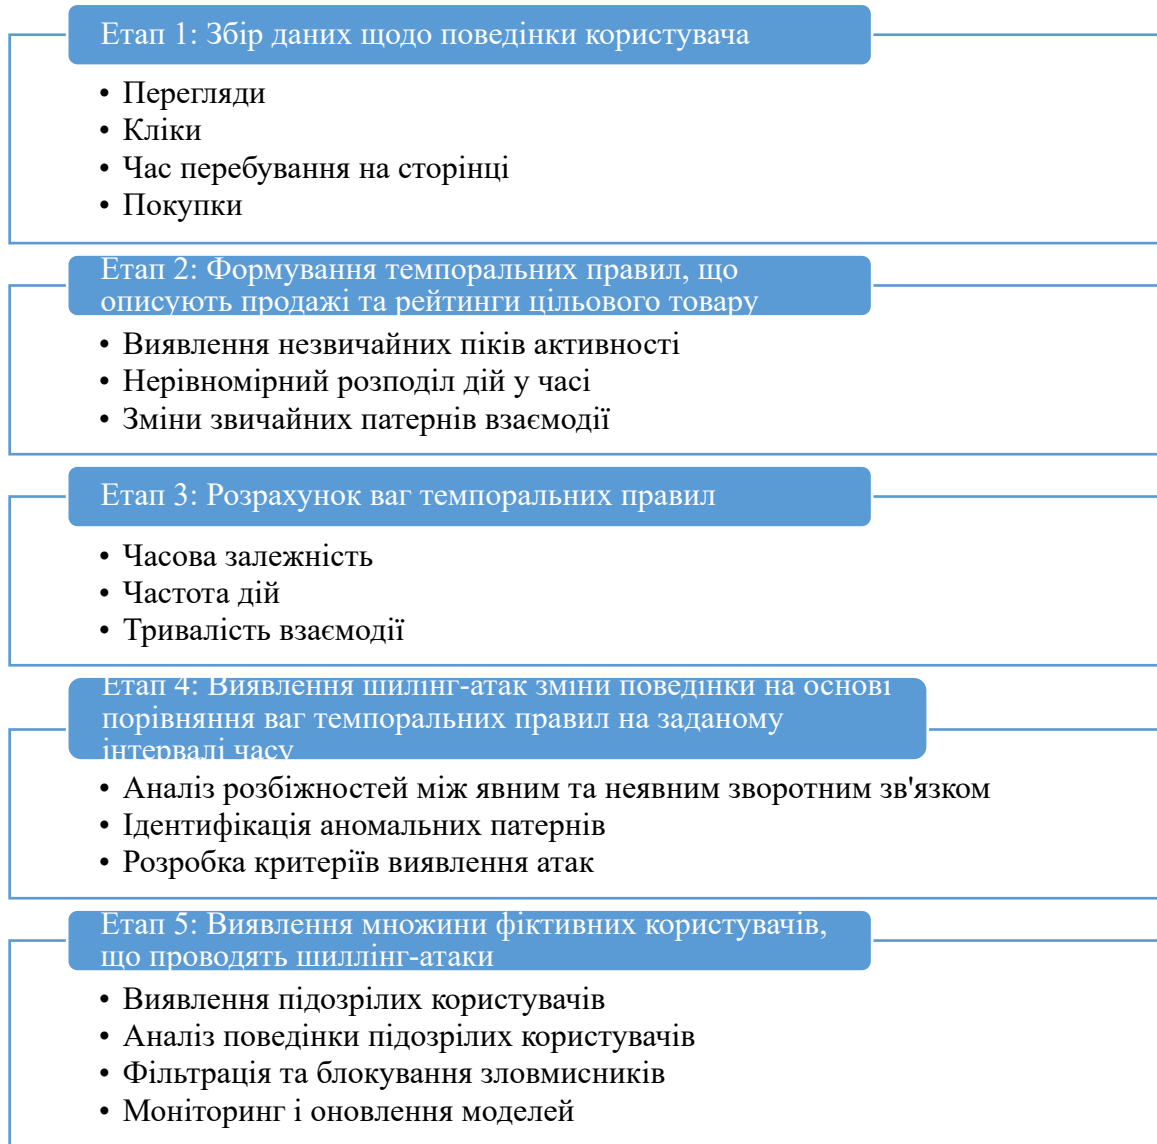 Етап 1: Збір даних щодо поведінки користувача
• Перегляди
• Кліки
• Час перебування на сторінці
• Покупки
Етап 2: Формування темпоральних правил, що
описують продажі та рейтинги цільового товару
• Виявлення незвичайних піків активності
• Нерівномірний розподіл дій у часі
• Зміни звичайних патернів взаємодії
Етап 3: Розрахунок ваг темпоральних правил
• Часова залежність
• Частота дій
• Тривалість взаємодії
Етап 4: Виявлення шилінг-атак зміни поведінки на основі
порівняння ваг темпоральних правил на заданому
інтервалі часу
• Аналіз розбіжностей між явним та неявним зворотним зв'язком
• Ідентифікація аномальних патернів
• Розробка критеріїв виявлення атак
Етап 5: Виявлення множини фіктивних користувачів,
що проводять шиллінг-атаки
• Виявлення підозрілих користувачів
• Аналіз поведінки підозрілих користувачів
• Фільтрація та блокування зловмисників
• Моніторинг і оновлення моделей